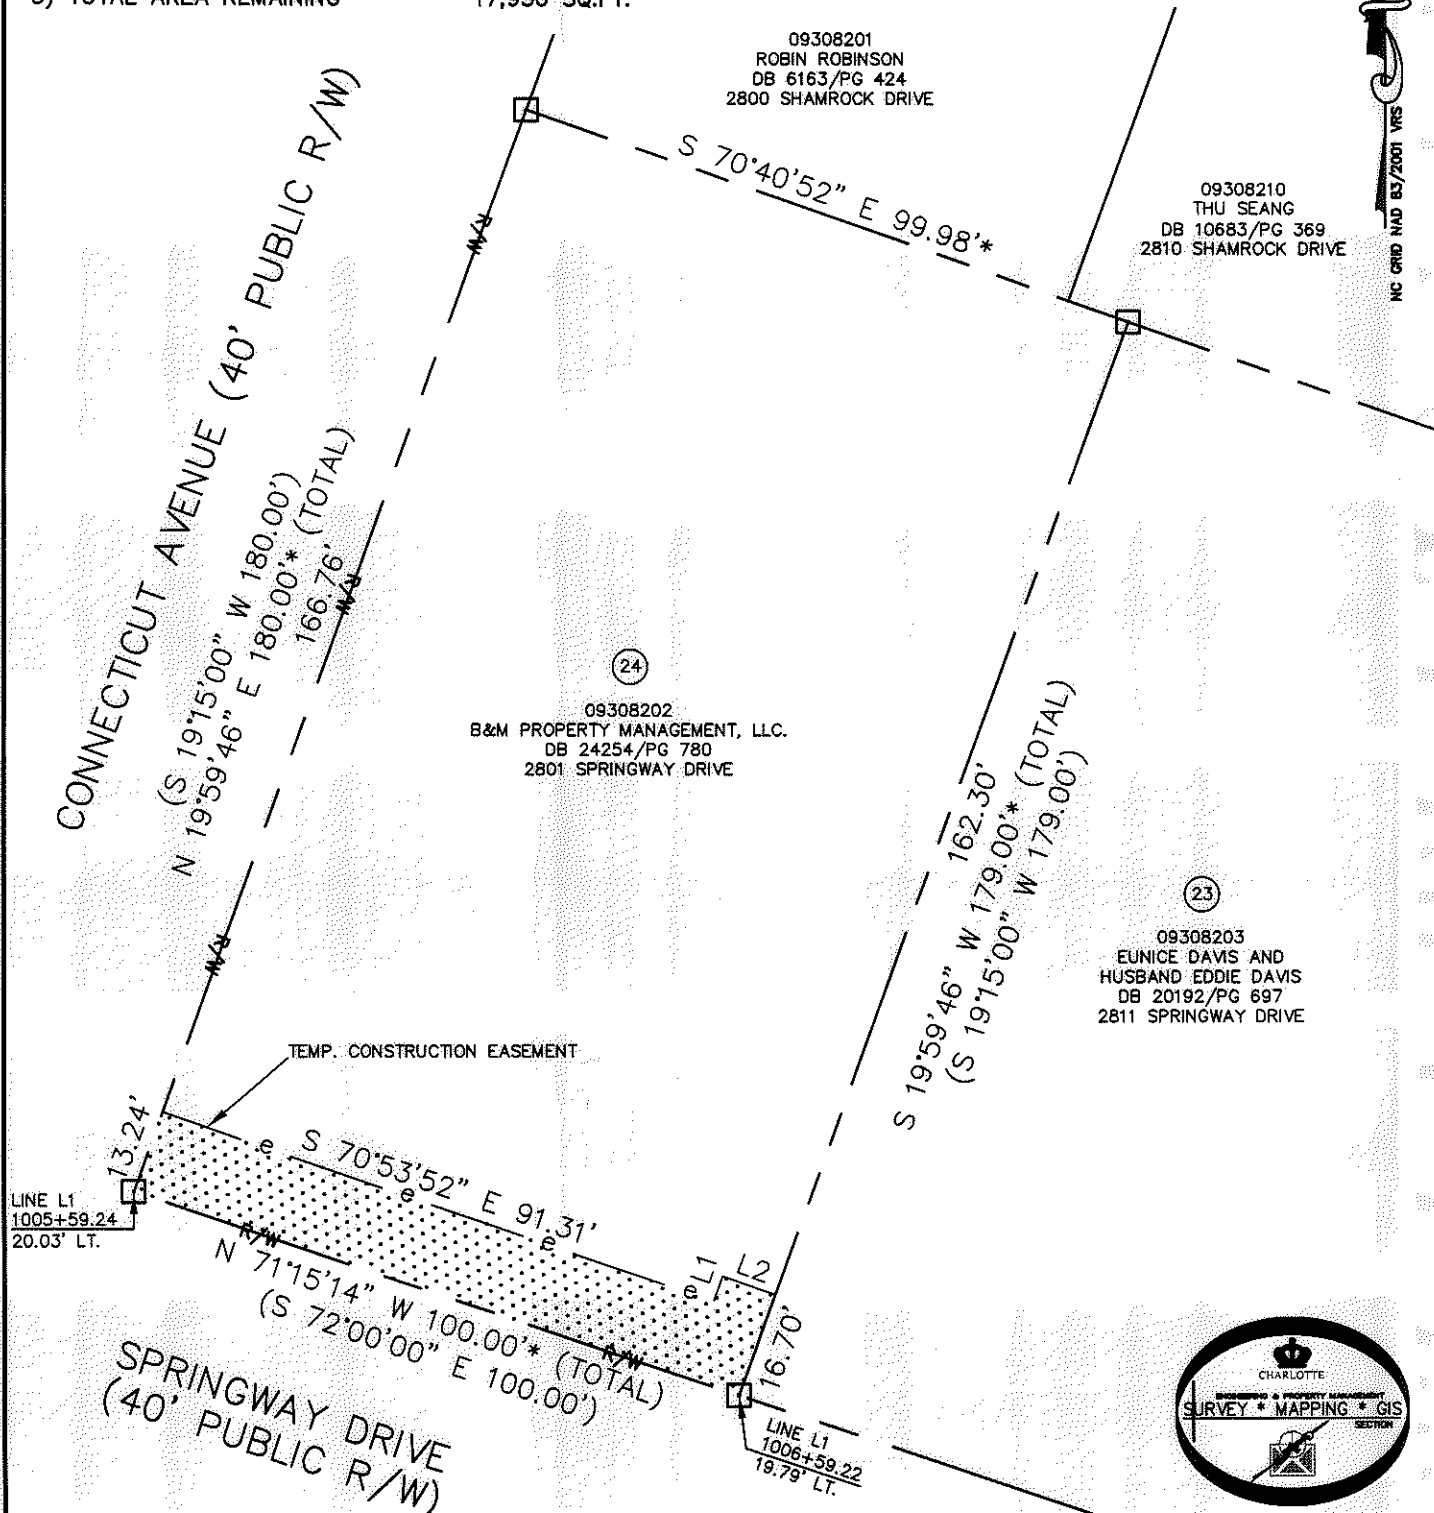 TOTAL AREA REMAINING
09308201
ROBIN ROBINSON
DB 6163/PG 424
2800 SHAMROCK DRIVE
NC GRID NAD 83/2001 VRS
CONNECTICUT AVENUE (40' PUBLIC R/W)
R/W
S 70°40'52" E 99.98'*
09308210
THU SEANG
DB 10683/PG 369
2810 SHAMROCK DRIVE
(S 19°15'00" W 180.00')
N 19°59'46" E 180.00'* (TOTAL)
166.76'
R/W
24
09308202
B&M PROPERTY MANAGEMENT, LLC.
DB 24254/PG 780
2801 SPRINGWAY DRIVE
162.30'
S 19°59'46" W 179.00'* (TOTAL)
(S 19°15'00" W 179.00')
23
09308203
EUNICE DAVIS AND
HUSBAND EDDIE DAVIS
DB 20192/PG 697
2811 SPRINGWAY DRIVE
R/W
TEMP. CONSTRUCTION EASEMENT
13.24'
e
S 70°53'52" E 91.31'
e
e
e
L1
L2
16.70'
LINE L1
1005+59.24
20.03' LT.
R/W
N 71°15'14" W 100.00'* (TOTAL)
(S 72°00'00" E 100.00')
R/W
SPRINGWAY DRIVE
(40' PUBLIC R/W)
LINE L1
1006+59.22
19.79' LT.
CHARLOTTE
ENGINEERING & PROPERTY MANAGEMENT
SURVEY * MAPPING * GIS
SECTION